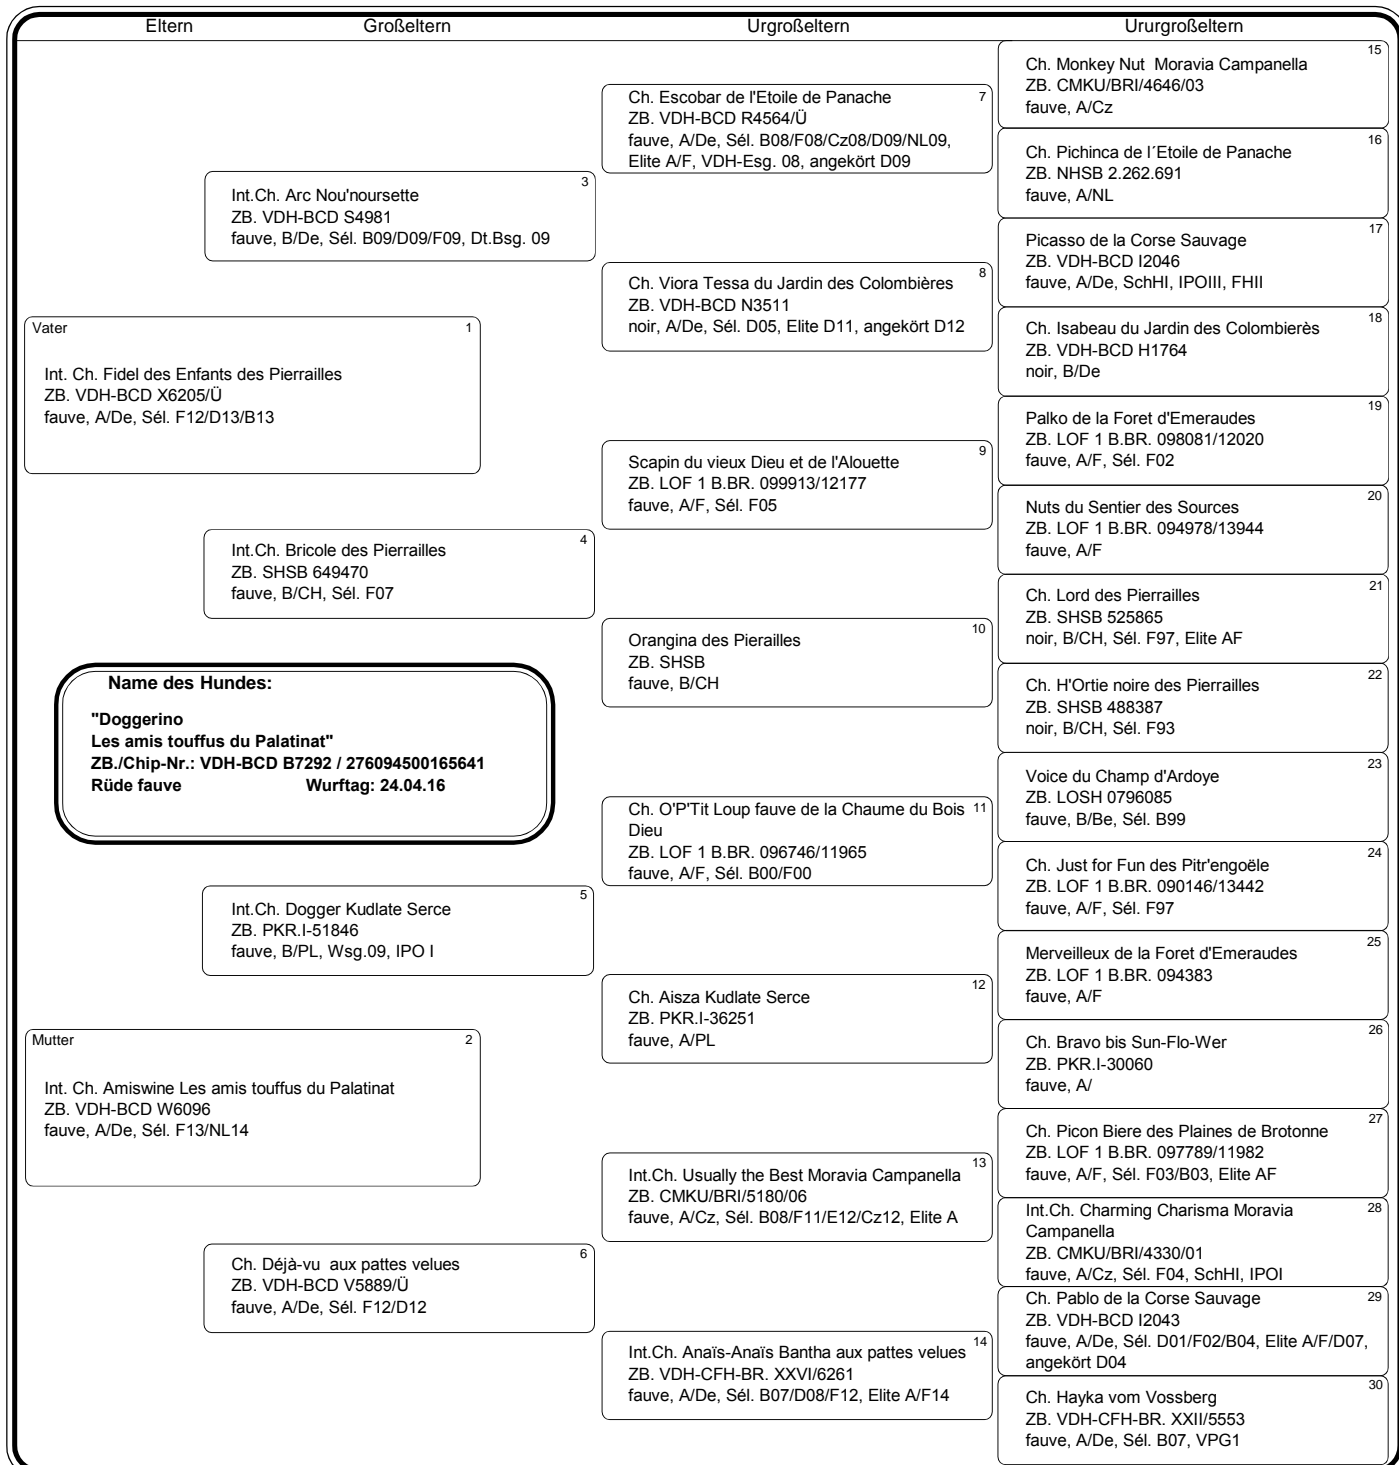 Eltern Großeltern Urgroßeltern Ururgroßeltern
Vater 1
Int. Ch. Fidel des Enfants des Pierrailles
ZB. VDH-BCD X6205/Ü
fauve, A/De, Sél. F12/D13/B13
Mutter 2
Int. Ch. Amiswine Les amis touffus du Palatinat
ZB. VDH-BCD W6096
fauve, A/De, Sél. F13/NL14
Name des Hundes:
"Doggerino
Les amis touffus du Palatinat"
ZB./Chip-Nr.: VDH-BCD B7292 / 276094500165641
Rüde fauve Wurftag: 24.04.16
3
Int.Ch. Arc Nou'noursette
ZB. VDH-BCD S4981
fauve, B/De, Sél. B09/D09/F09, Dt.Bsg. 09
4
Int.Ch. Bricole des Pierrailles
ZB. SHSB 649470
fauve, B/CH, Sél. F07
5
Int.Ch. Dogger Kudlate Serce
ZB. PKR.I-51846
fauve, B/PL, Wsg.09, IPO I
6
Ch. Déjà-vu aux pattes velues
ZB. VDH-BCD V5889/Ü
fauve, A/De, Sél. F12/D12
Ch. Escobar de l'Etoile de Panache 7
ZB. VDH-BCD R4564/Ü
fauve, A/De, Sél. B08/F08/Cz08/D09/NL09,
Elite A/F, VDH-Esg. 08, angekört D09
Ch. Viora Tessa du Jardin des Colombières 8
ZB. VDH-BCD N3511
noir, A/De, Sél. D05, Elite D11, angekört D12
Scapin du vieux Dieu et de l'Alouette 9
ZB. LOF 1 B.BR. 099913/12177
fauve, A/F, Sél. F05
Orangina des Pierailles 10
ZB. SHSB
fauve, B/CH
Ch. O'P'Tit Loup fauve de la Chaume du Bois 11
Dieu
ZB. LOF 1 B.BR. 096746/11965
fauve, A/F, Sél. B00/F00
Ch. Aisza Kudlate Serce 12
ZB. PKR.I-36251
fauve, A/PL
Int.Ch. Usually the Best Moravia Campanella 13
ZB. CMKU/BRI/5180/06
fauve, A/Cz, Sél. B08/F11/E12/Cz12, Elite A
Int.Ch. Anaïs-Anaïs Bantha aux pattes velues 14
ZB. VDH-CFH-BR. XXVI/6261
fauve, A/De, Sél. B07/D08/F12, Elite A/F14
15
Ch. Monkey Nut Moravia Campanella
ZB. CMKU/BRI/4646/03
fauve, A/Cz
16
Ch. Pichinca de l´Etoile de Panache
ZB. NHSB 2.262.691
fauve, A/NL
17
Picasso de la Corse Sauvage
ZB. VDH-BCD I2046
fauve, A/De, SchHI, IPOIII, FHII
18
Ch. Isabeau du Jardin des Colombierès
ZB. VDH-BCD H1764
noir, B/De
19
Palko de la Foret d'Emeraudes
ZB. LOF 1 B.BR. 098081/12020
fauve, A/F, Sél. F02
20
Nuts du Sentier des Sources
ZB. LOF 1 B.BR. 094978/13944
fauve, A/F
21
Ch. Lord des Pierrailles
ZB. SHSB 525865
noir, B/CH, Sél. F97, Elite AF
22
Ch. H'Ortie noire des Pierrailles
ZB. SHSB 488387
noir, B/CH, Sél. F93
23
Voice du Champ d'Ardoye
ZB. LOSH 0796085
fauve, B/Be, Sél. B99
24
Ch. Just for Fun des Pitr'engoële
ZB. LOF 1 B.BR. 090146/13442
fauve, A/F, Sél. F97
25
Merveilleux de la Foret d'Emeraudes
ZB. LOF 1 B.BR. 094383
fauve, A/F
26
Ch. Bravo bis Sun-Flo-Wer
ZB. PKR.I-30060
fauve, A/
27
Ch. Picon Biere des Plaines de Brotonne
ZB. LOF 1 B.BR. 097789/11982
fauve, A/F, Sél. F03/B03, Elite AF
Int.Ch. Charming Charisma Moravia 28
Campanella
ZB. CMKU/BRI/4330/01
fauve, A/Cz, Sél. F04, SchHI, IPOI
Ch. Pablo de la Corse Sauvage 29
ZB. VDH-BCD I2043
fauve, A/De, Sél. D01/F02/B04, Elite A/F/D07,
angekört D04
30
Ch. Hayka vom Vossberg
ZB. VDH-CFH-BR. XXII/5553
fauve, A/De, Sél. B07, VPG1